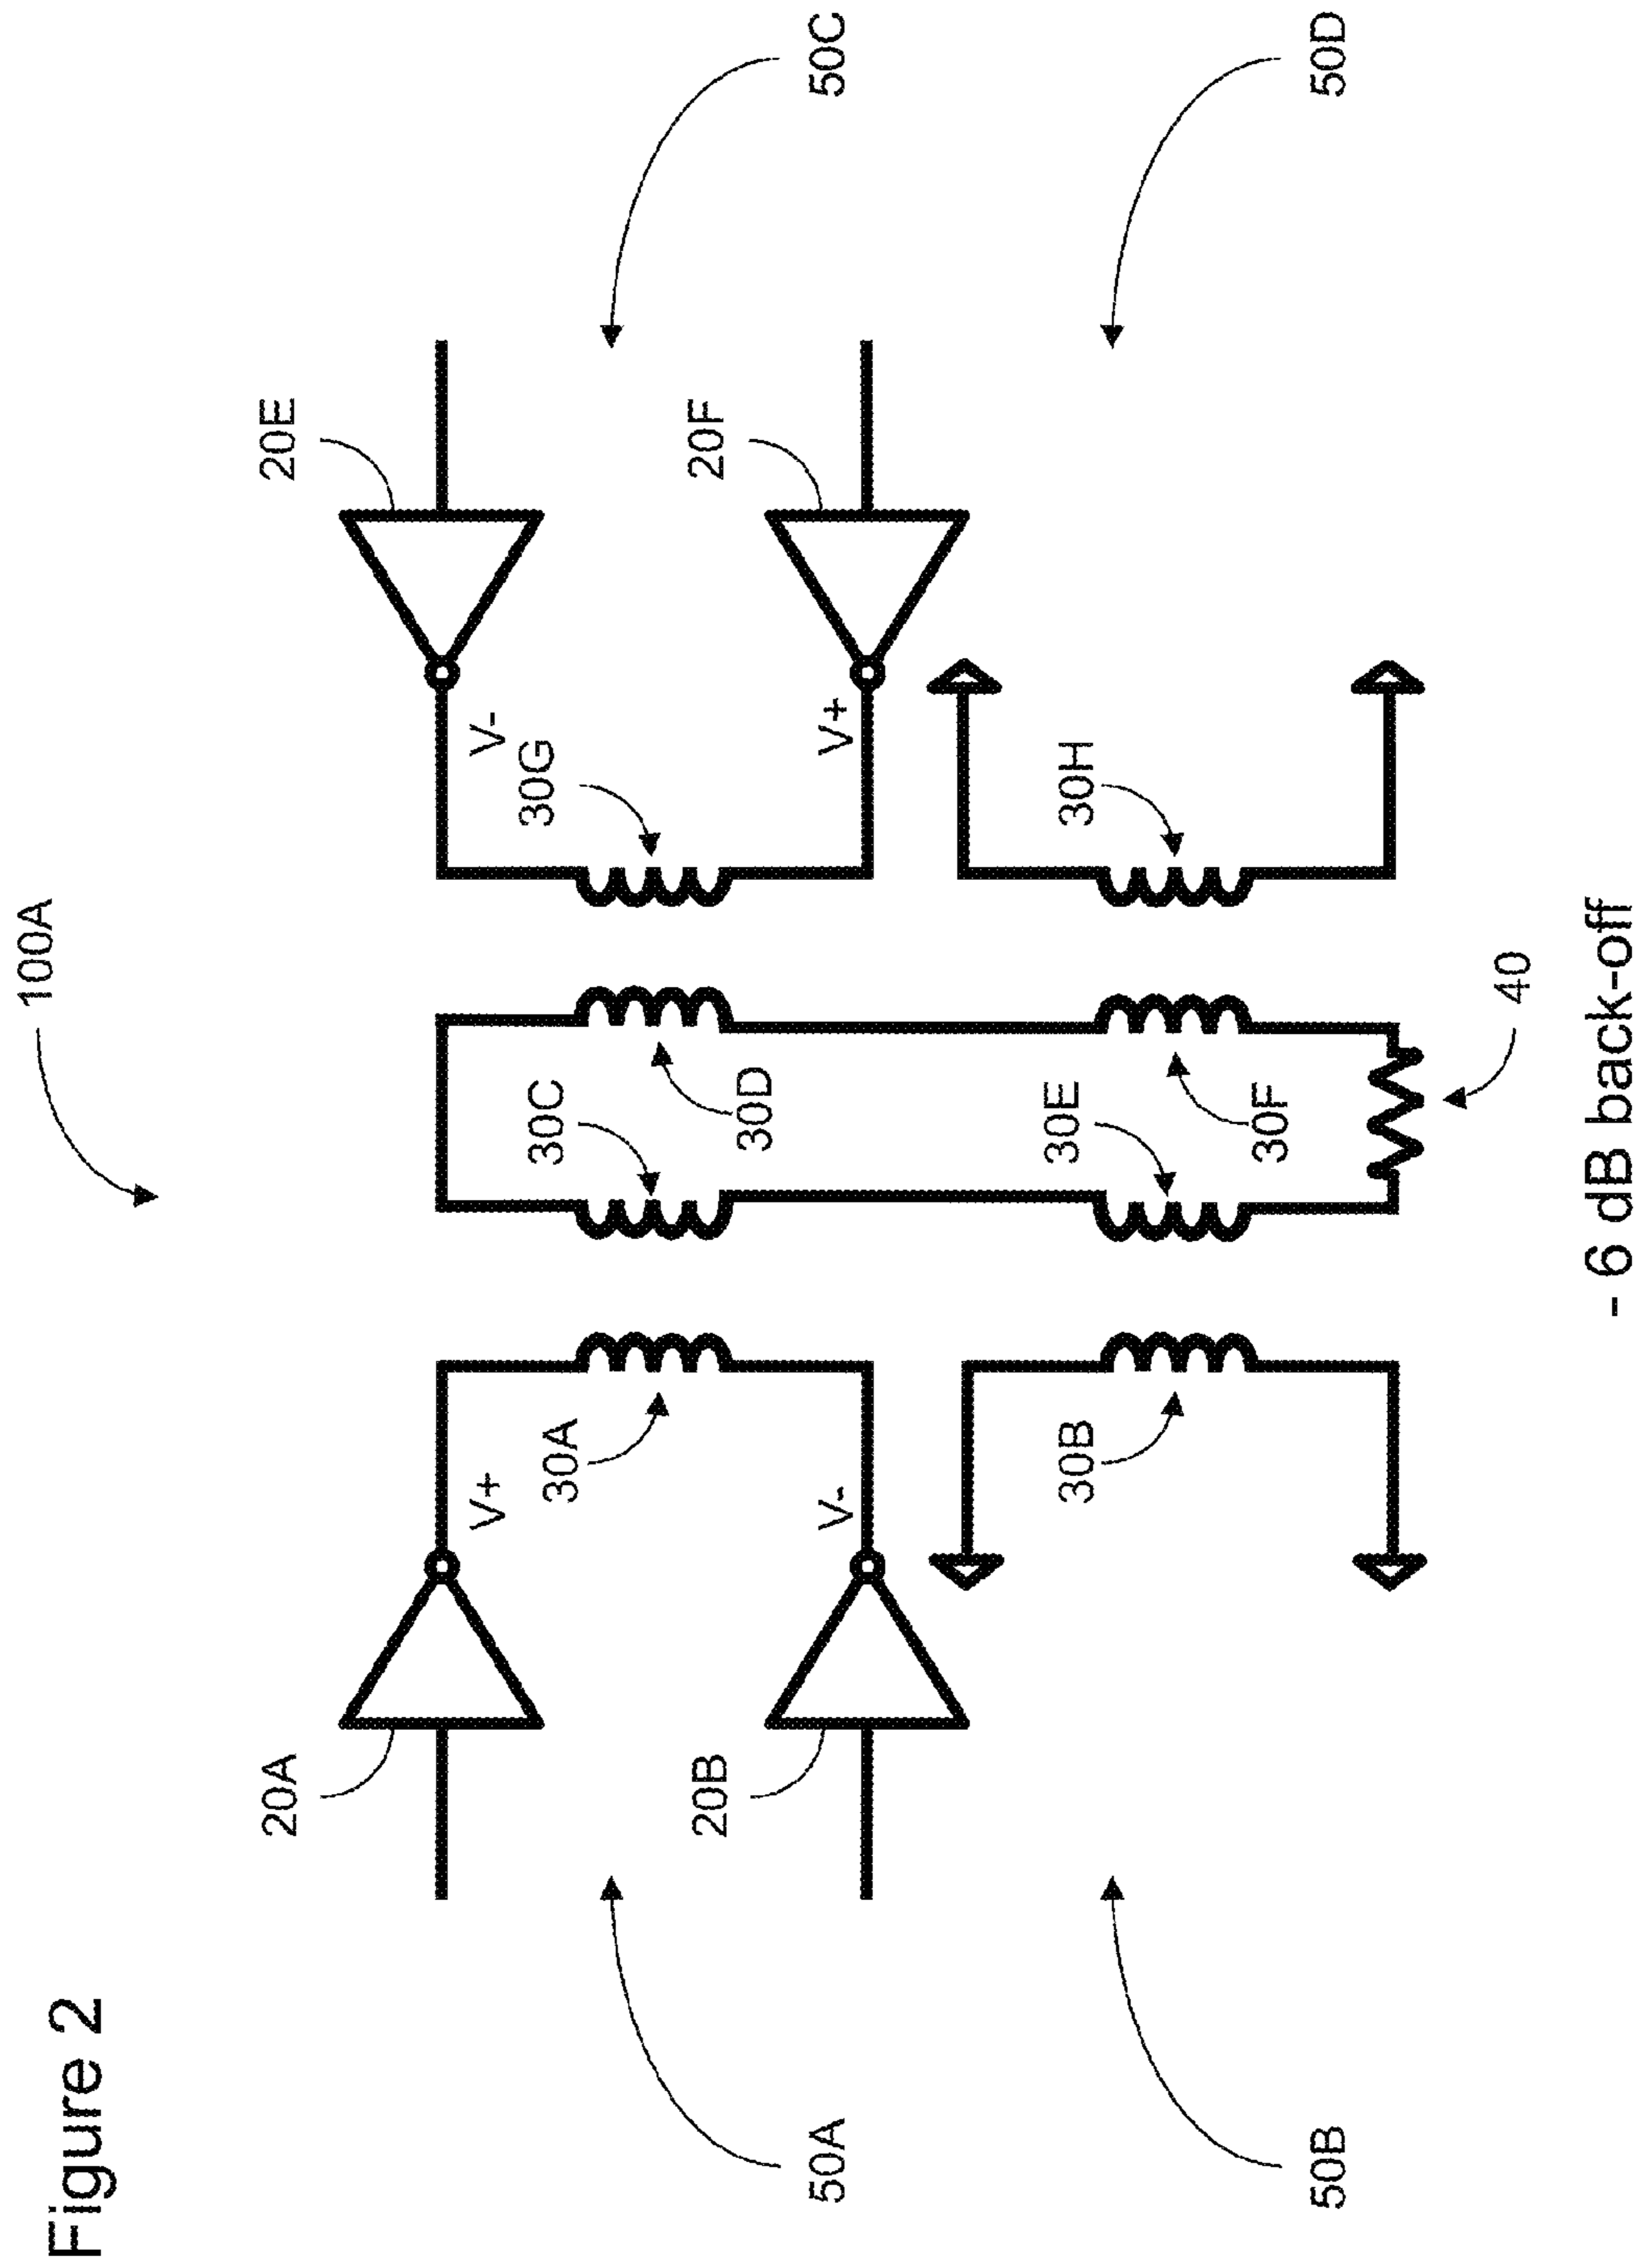 Figure 2
100A
20A
20E
V+
V-
30A
30C
30D
30G
20B
20F
V-
V+
50A
50C
30B
30E
30F
30H
50B
50D
40
- 6 dB back-off